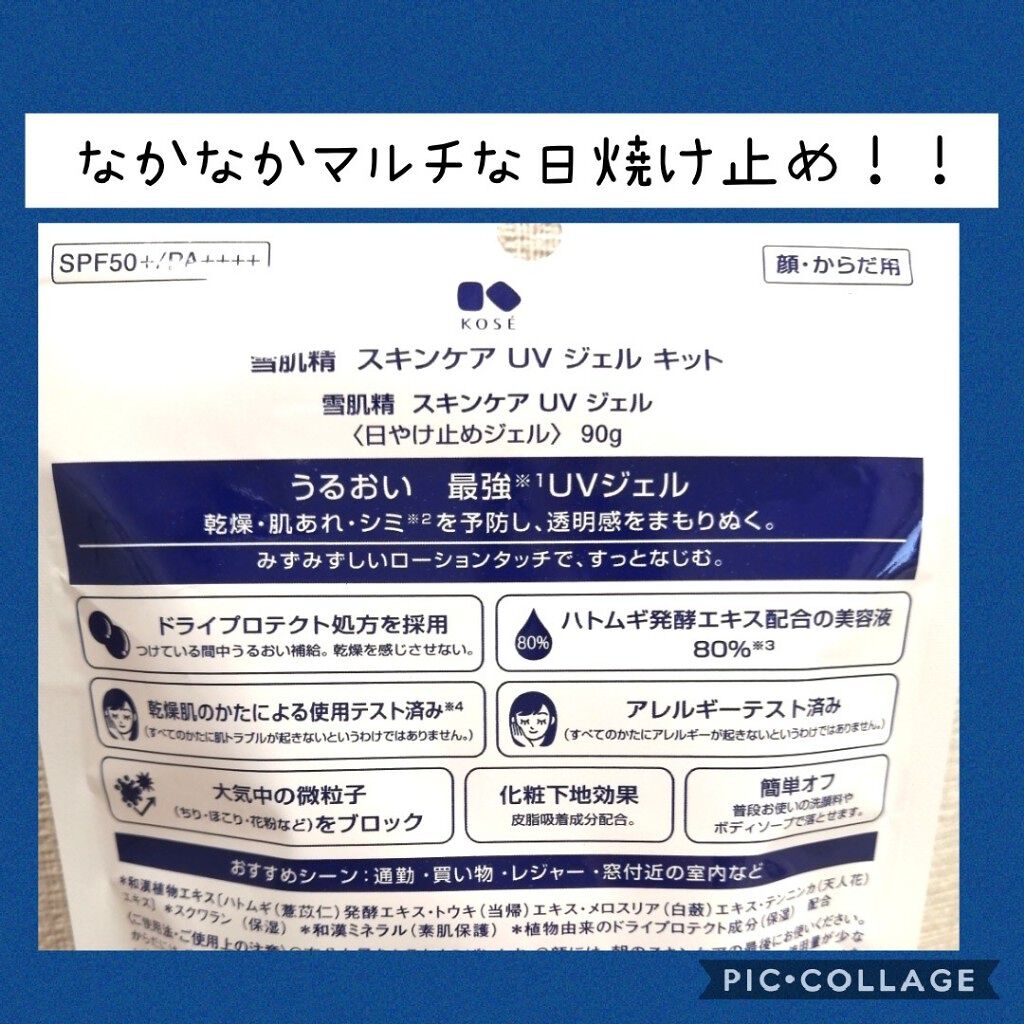 なかなかマルチな日焼け止め！！
SPF50+/PA++++
顔・からだ用
KOSÉ
雪肌精 スキンケア UV ジェル キット
雪肌精 スキンケア UV ジェル
〈日やけ止めジェル〉 90g
うるおい 最強※1UVジェル
乾燥・肌あれ・シミ※2を予防し、透明感をまもりぬく。
みずみずしいローションタッチで、すっとなじむ。
ドライプロテクト処方を採用
つけている間中うるおい補給。乾燥を感じさせない。
80%
ハトムギ発酵エキス配合の美容液
80%※3
乾燥肌のかたによる使用テスト済み※4
(すべてのかたに肌トラブルが起きないというわけではありません。)
アレルギーテスト済み
(すべてのかたにアレルギーが起きないというわけではありません。)
大気中の微粒子
(ちり・ほこり・花粉など)をブロック
化粧下地効果
皮脂吸着成分配合。
簡単オフ
普段お使いの洗顔料や
ボディソープで落とせます。
おすすめシーン：通勤・買い物・レジャー・窓付近の室内など
*和漢植物エキス[ハトムギ(薏苡仁)発酵エキス・トウキ(当帰)エキス・メロスリア(白蘞)エキス・テンニンカ(天人花)
エキス] *スクワラン(保湿) *和漢ミネラル(素肌保護) *植物由来のドライプロテクト成分(保湿) 配合
〈ご使用法・ご使用上の注意〉
PIC•COLLAGE